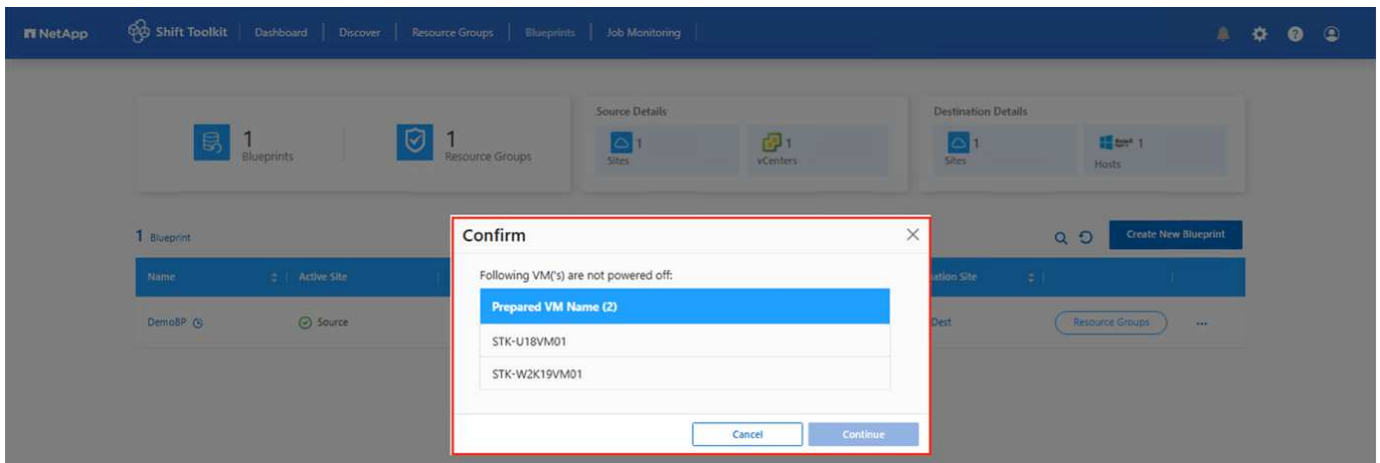 NetApp
Shift Toolkit
Dashboard
Discover
Resource Groups
Blueprints
Job Monitoring
1
Blueprints
1
Resource Groups
Source Details
1
Sites
1
vCenters
Destination Details
1
Sites
1
Hosts
1 Blueprint
Create New Blueprint
Name
Active Site
ation Site
DemoBP
Source
Dest
Resource Groups
...
Confirm
Following VM('s) are not powered off:
Prepared VM Name (2)
STK-U18VM01
STK-W2K19VM01
Cancel
Continue